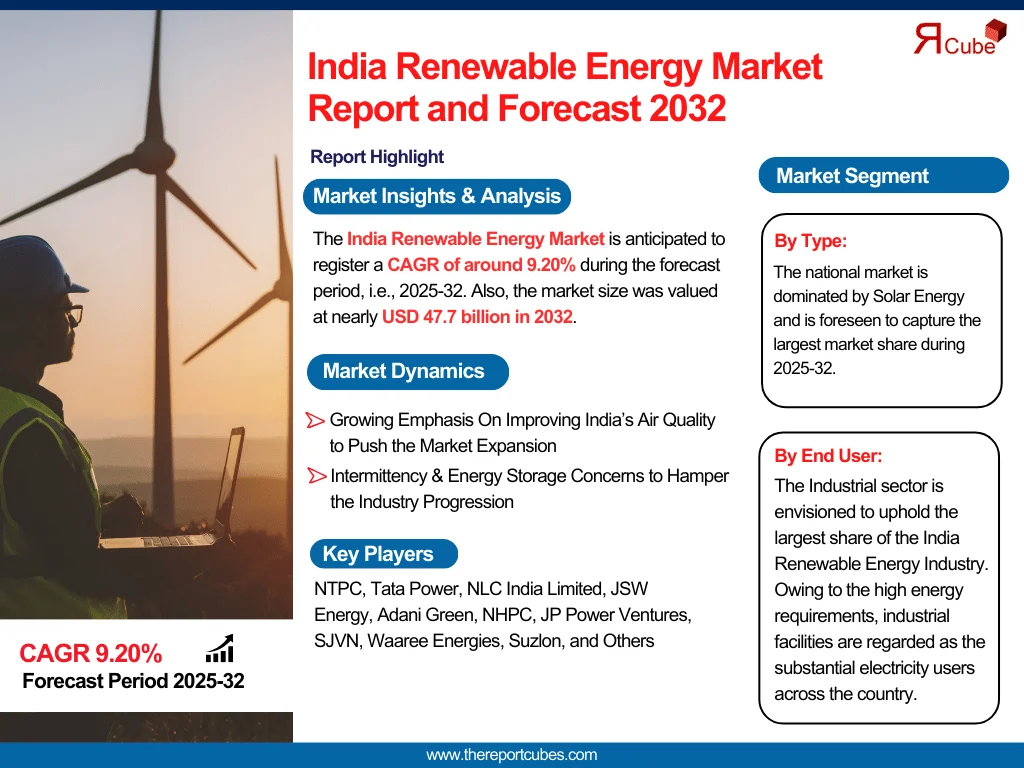 ЯCube
India Renewable Energy Market
Report and Forecast 2032
Report Highlight
Market Insights & Analysis
The India Renewable Energy Market is anticipated to
register a CAGR of around 9.20% during the forecast
period, i.e., 2025-32. Also, the market size was valued
at nearly USD 47.7 billion in 2032.
Market Dynamics
Growing Emphasis On Improving India’s Air Quality
to Push the Market Expansion
Intermittency & Energy Storage Concerns to Hamper
the Industry Progression
Key Players
NTPC, Tata Power, NLC India Limited, JSW
Energy, Adani Green, NHPC, JP Power Ventures,
SJVN, Waaree Energies, Suzlon, and Others
Market Segment
By Type:
The national market is
dominated by Solar Energy
and is foreseen to capture the
largest market share during
2025-32.
By End User:
The Industrial sector is
envisioned to uphold the
largest share of the India
Renewable Energy Industry.
Owing to the high energy
requirements, industrial
facilities are regarded as the
substantial electricity users
across the country.
CAGR 9.20%
Forecast Period 2025-32
www.thereportcubes.com